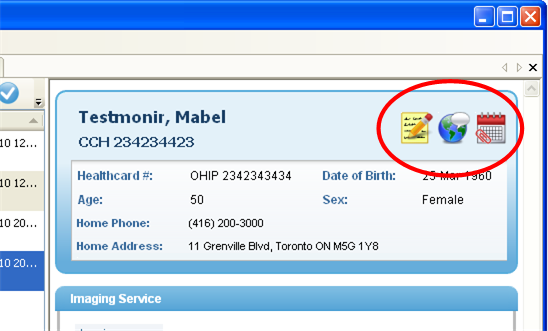 10 12...
10 12...
10 20...
10 20...
Testmonir, Mabel
CCH 234234423
Healthcard #: OHIP 2342343434 Date of Birth: 25 Mar 1960
Age: 50 Sex: Female
Home Phone: (416) 200-3000
Home Address: 11 Grenville Blvd, Toronto ON M5G 1Y8
Imaging Service